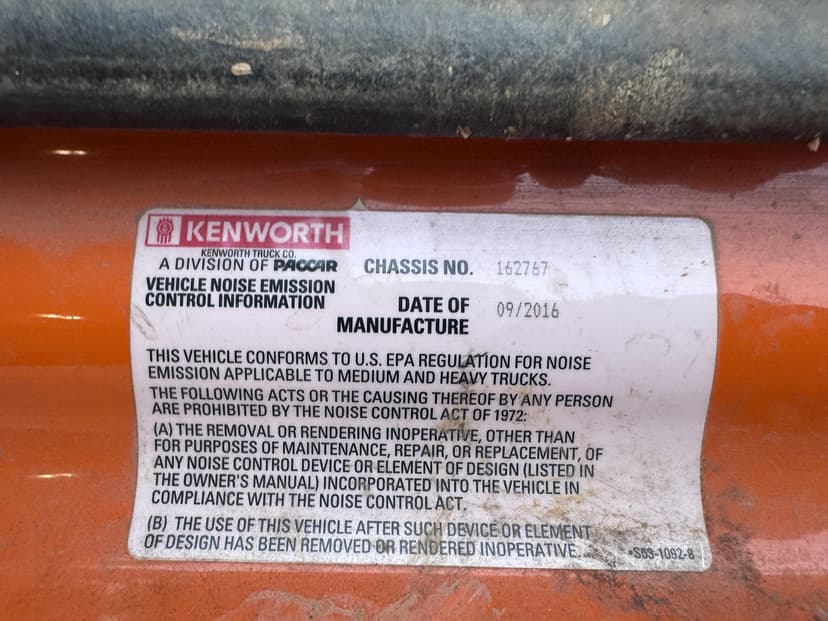 KENWORTH
KENWORTH TRUCK CO.
A DIVISION OF PACCAR
CHASSIS NO. 162767
VEHICLE NOISE EMISSION
CONTROL INFORMATION
DATE OF
MANUFACTURE 09/2016
THIS VEHICLE CONFORMS TO U.S. EPA REGULATION FOR NOISE
EMISSION APPLICABLE TO MEDIUM AND HEAVY TRUCKS.
THE FOLLOWING ACTS OR THE CAUSING THEREOF BY ANY PERSON
ARE PROHIBITED BY THE NOISE CONTROL ACT OF 1972:
(A) THE REMOVAL OR RENDERING INOPERATIVE, OTHER THAN
FOR PURPOSES OF MAINTENANCE, REPAIR, OR REPLACEMENT, OF
ANY NOISE CONTROL DEVICE OR ELEMENT OF DESIGN (LISTED IN
THE OWNER'S MANUAL) INCORPORATED INTO THE VEHICLE IN
COMPLIANCE WITH THE NOISE CONTROL ACT.
(B) THE USE OF THIS VEHICLE AFTER SUCH DEVICE OR ELEMENT
OF DESIGN HAS BEEN REMOVED OR RENDERED INOPERATIVE.